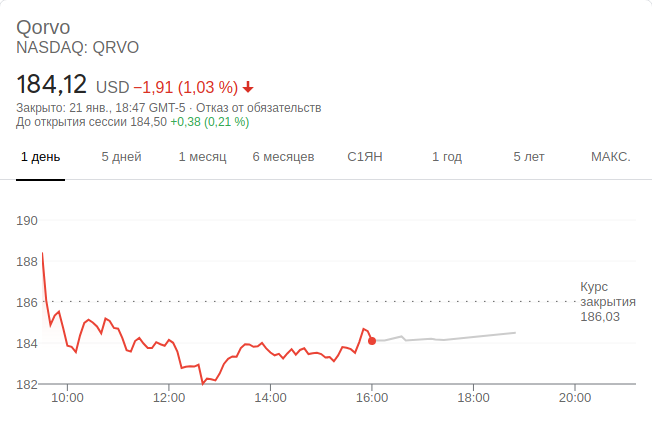 Qorvo
NASDAQ: QRVO
184,12 USD −1,91 (1,03 %)
Закрыто: 21 янв., 18:47 GMT-5 · Отказ от обязательств
До открытия сессии 184,50 +0,38 (0,21 %)
1 день 5 дней 1 месяц 6 месяцев С1ЯН 1 год 5 лет МАКС.
190
188
Курс
186 закрытия
186,03
184
182
10:00 12:00 14:00 16:00 18:00 20:00